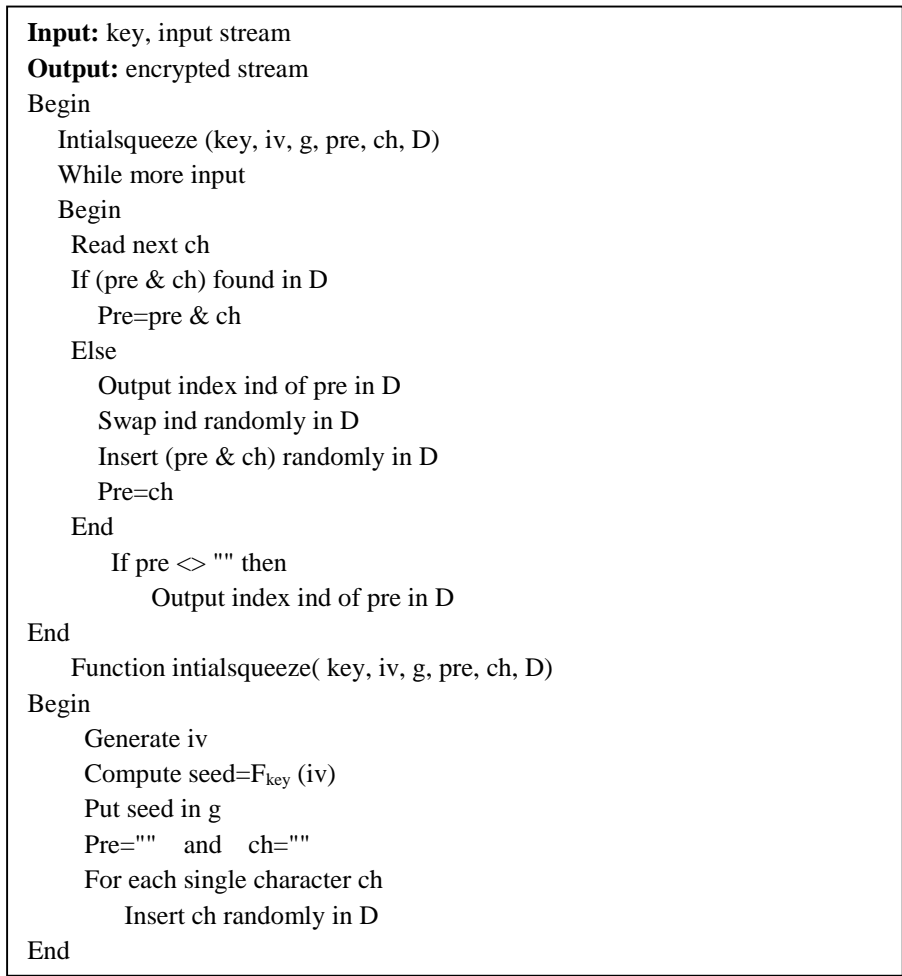 Input: key, input stream
Output: encrypted stream
Begin
Intialsqueeze (key, iv, g, pre, ch, D)
While more input
Begin
Read next ch
If (pre & ch) found in D
Pre=pre & ch
Else
Output index ind of pre in D
Swap ind randomly in D
Insert (pre & ch) randomly in D
Pre=ch
End
If pre <> "" then
Output index ind of pre in D
End
Function intialsqueeze( key, iv, g, pre, ch, D)
Begin
Generate iv
Compute seed=Fkey (iv)
Put seed in g
Pre="" and ch=""
For each single character ch
Insert ch randomly in D
End